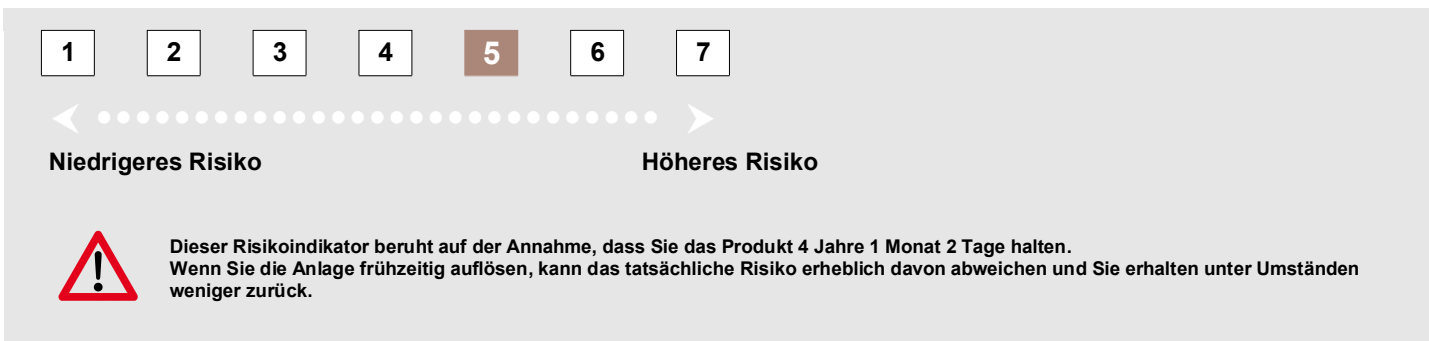 1 2 3 4 5 6 7
Niedrigeres Risiko Höheres Risiko
Dieser Risikoindikator beruht auf der Annahme, dass Sie das Produkt 4 Jahre 1 Monat 2 Tage halten.
Wenn Sie die Anlage frühzeitig auflösen, kann das tatsächliche Risiko erheblich davon abweichen und Sie erhalten unter Umständen
weniger zurück.